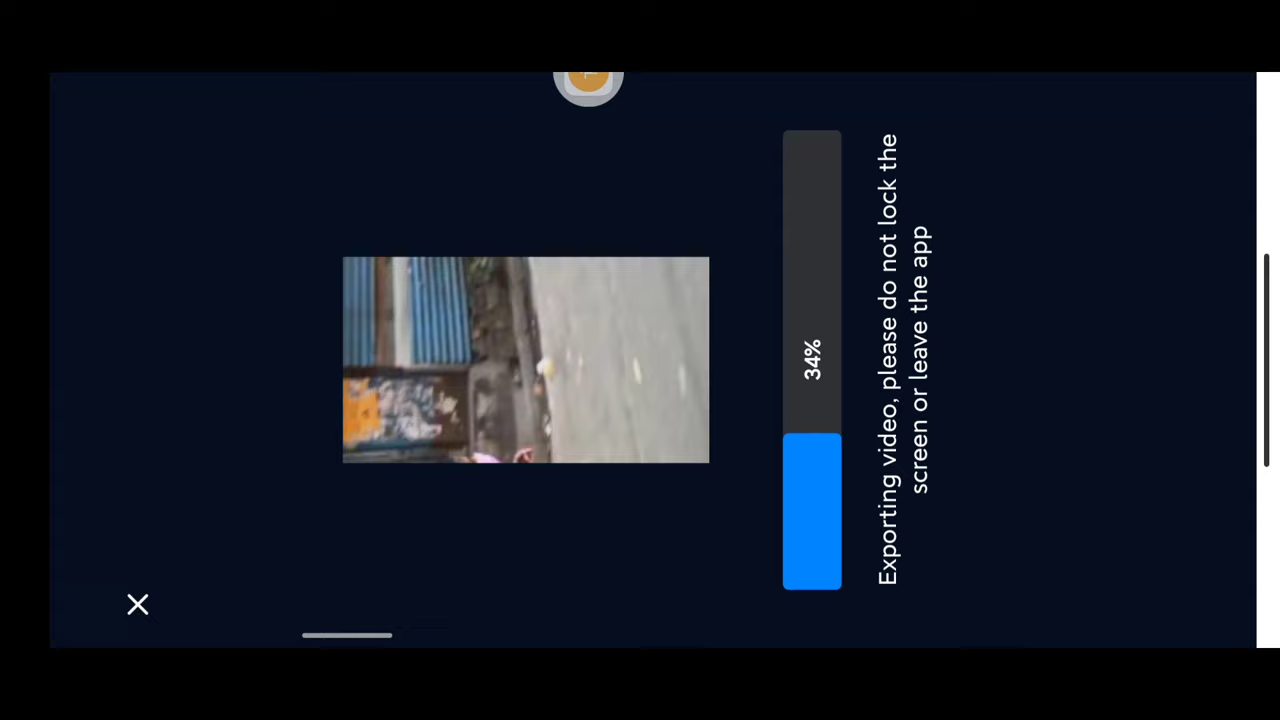 34%
Exporting video, please do not lock the
screen or leave the app